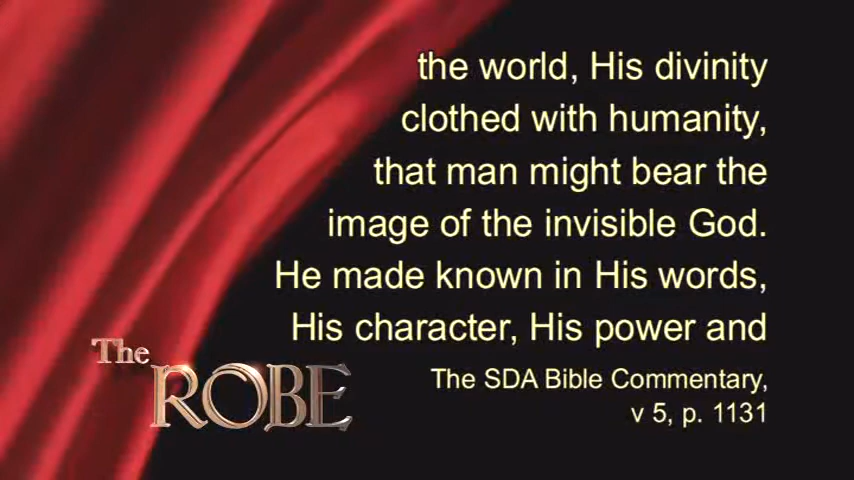 the world, His divinity
clothed with humanity,
that man might bear the
image of the invisible God.
He made known in His words,
His character, His power and
The SDA Bible Commentary,
v 5, p. 1131
The
ROBE